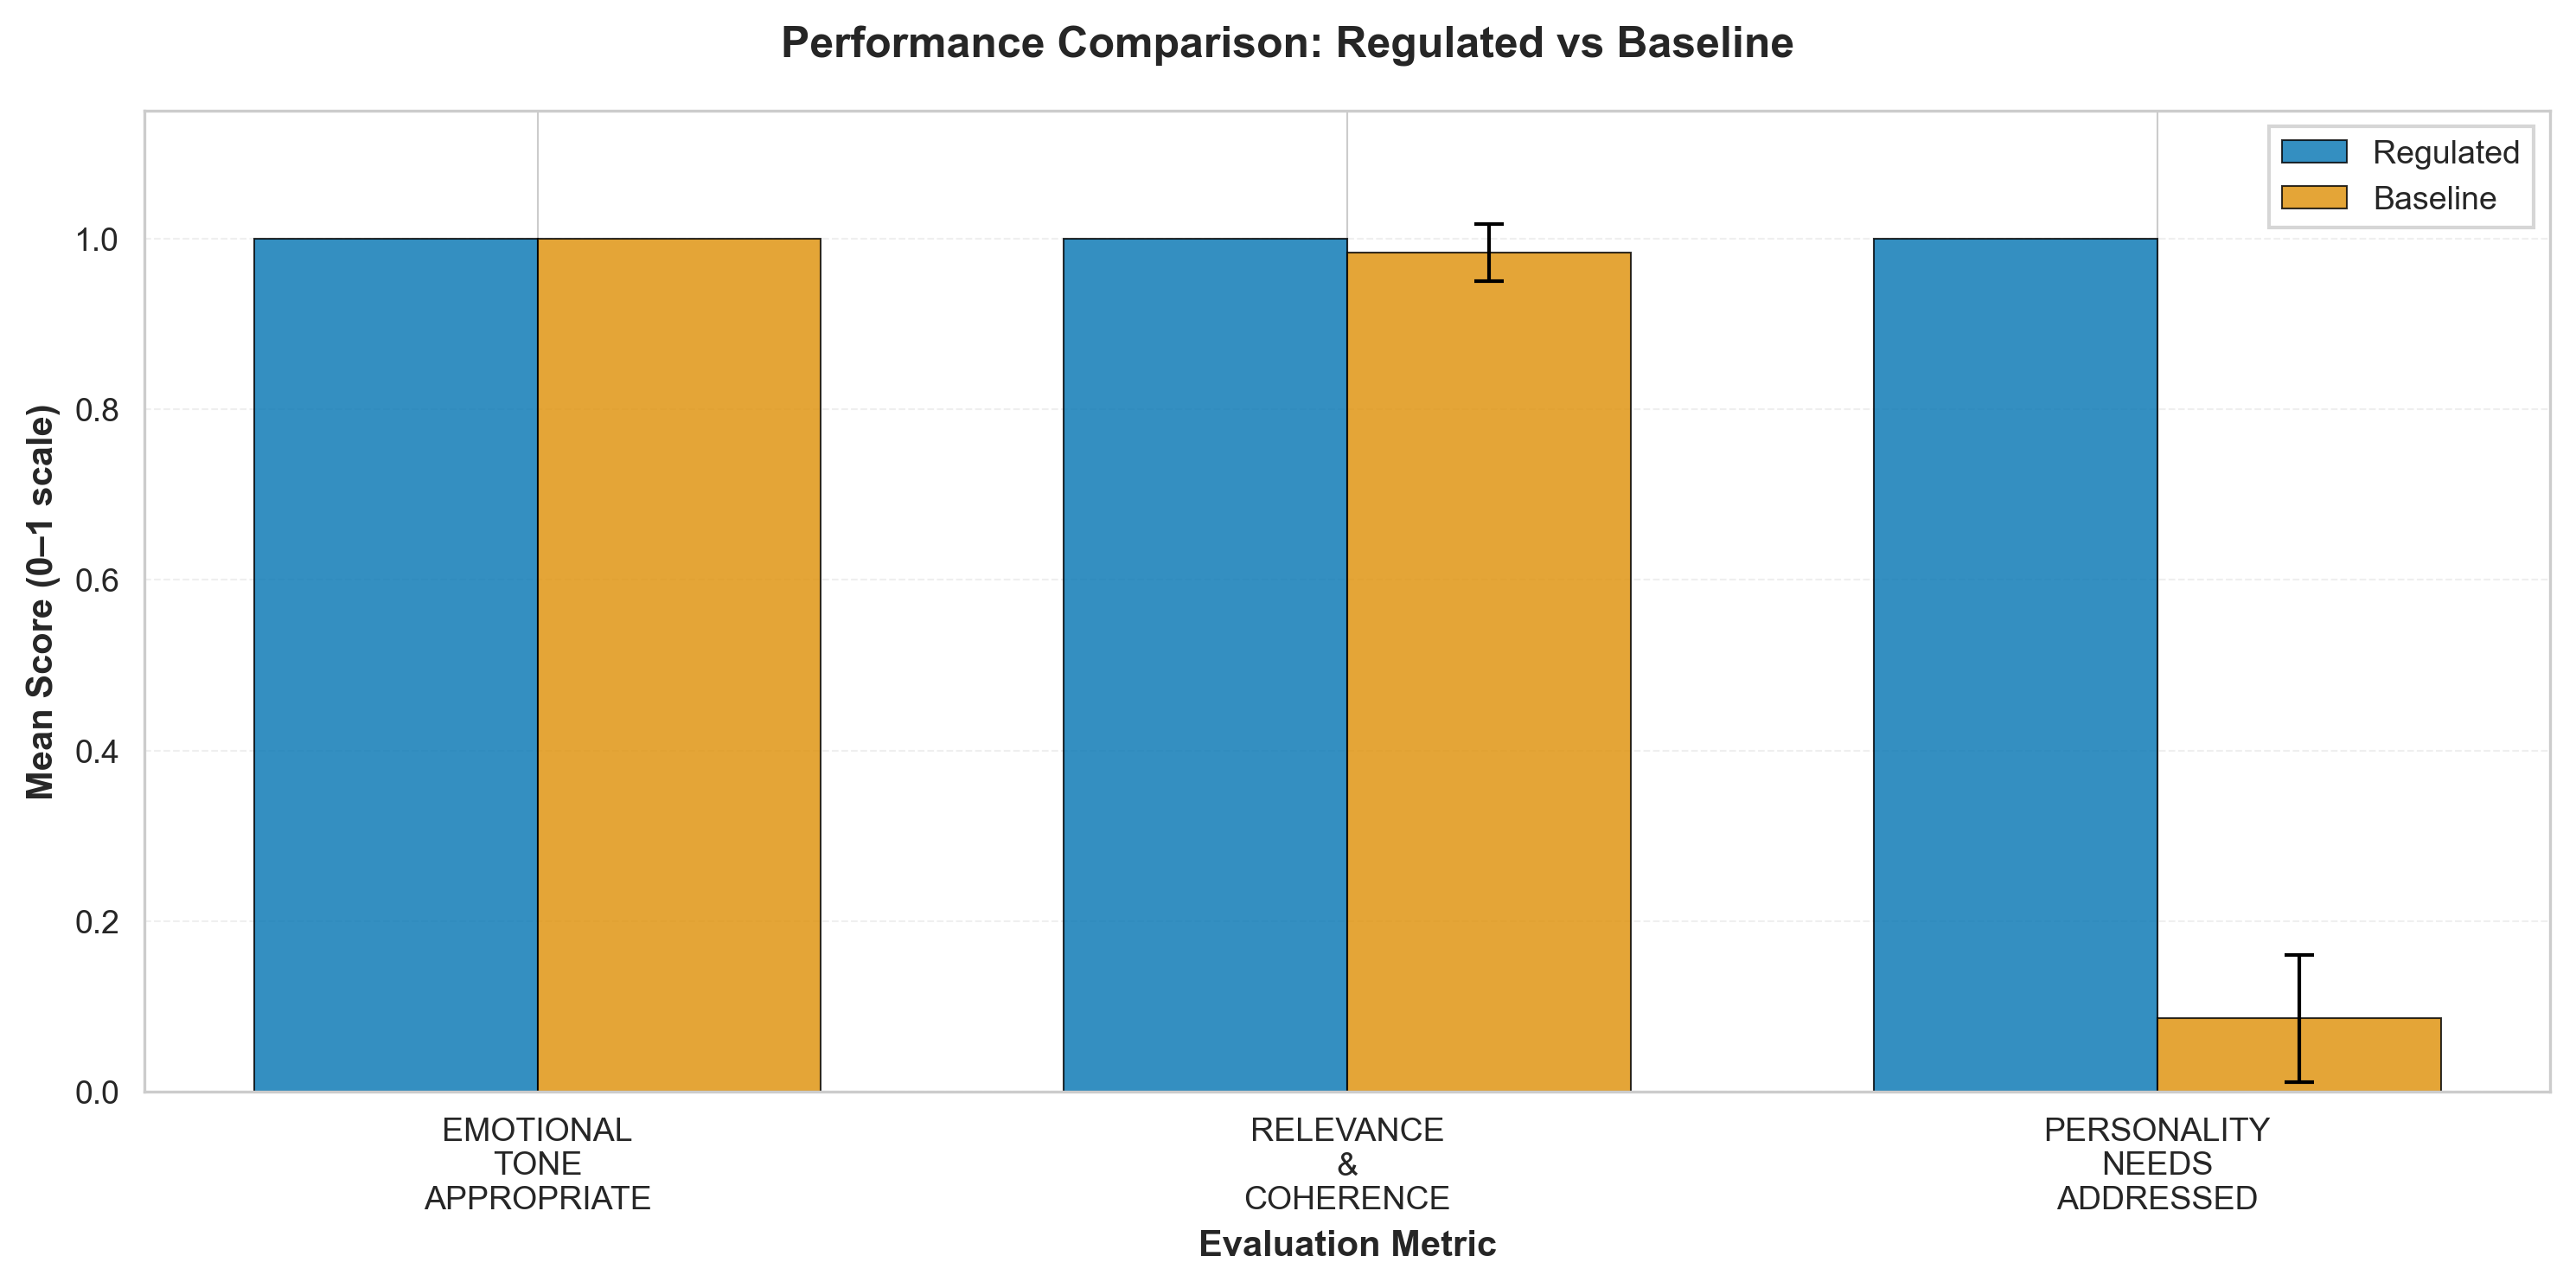 Performance Comparison: Regulated vs Baseline
Regulated
Baseline
Mean Score (0–1 scale)
1.0
0.8
0.6
0.4
0.2
0.0
EMOTIONAL
TONE
APPROPRIATE
RELEVANCE
&
COHERENCE
PERSONALITY
NEEDS
ADDRESSED
Evaluation Metric